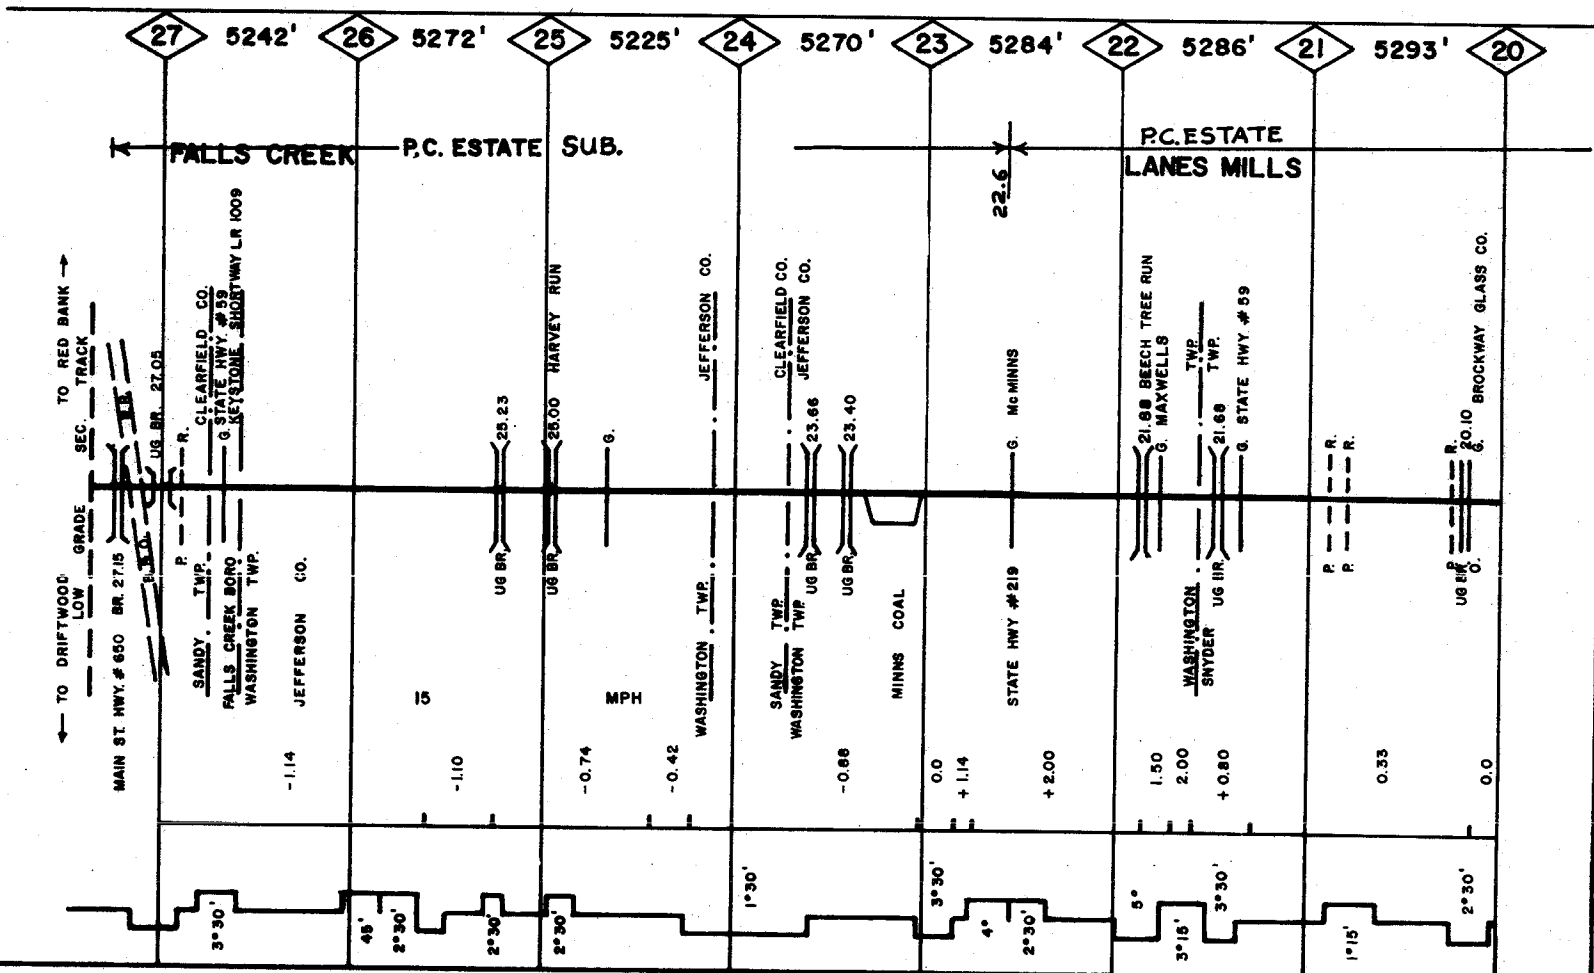 27 5242' 26 5272' 25 5225' 24 5270' 23 5284' 22 5286' 21 5293' 20
FALLS CREEK P.C. ESTATE SUB.
P.C. ESTATE
LANES MILLS
22.6
← TO DRIFTWOOD TO RED BANK →
LOW GRADE SEC. TRACK
MAIN ST. HWY. #650 BR. 27.15
B.&O. R.R.
UG BR. 27.05
P. R.
SANDY TWP. CLEARFIELD CO.
FALLS CREEK BORO G. STATE HWY. #59
WASHINGTON TWP. KEYSTONE SHORTWAY LR 1009
JEFFERSON CO.
UG BR. 25.23
UG BR. 25.00 HARVEY RUN
G.
WASHINGTON TWP. JEFFERSON CO.
SANDY TWP. CLEARFIELD CO.
WASHINGTON TWP. JEFFERSON CO.
UG BR. 23.66
UG BR. 23.40
MINNS COAL
STATE HWY #219 G. McMINNS
21.88 BEECH TREE RUN
G. MAXWELLS
WASHINGTON TWP.
SNYDER TWP.
UG BR. 21.68
G. STATE HWY #59
P. R.
P. R.
P. R.
UG BR. 20.10
O. G. BROCKWAY GLASS CO.
15 MPH
-1.14 -1.10 -0.74 -0.42 -0.88 0.0 +1.14 +2.00 1.50 2.00 +0.80 0.33 0.0
3°30' 45' 2°30' 2°30' 2°30' 1°30' 3°30' 4° 2°30' 5° 3°15' 3°30' 1°15' 2°30'